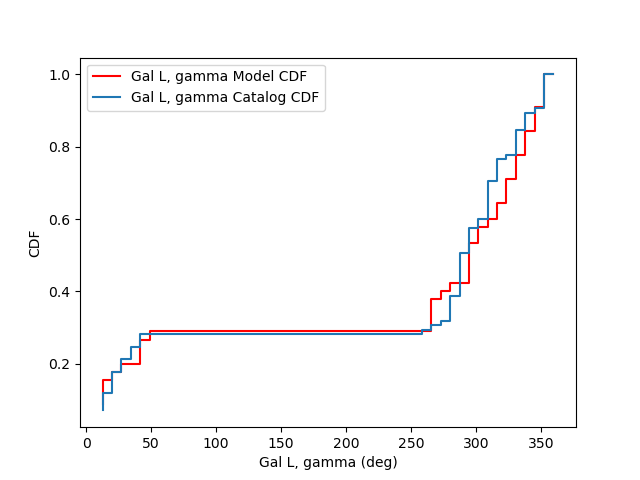 Gal L, gamma Model CDF
Gal L, gamma Catalog CDF
1.0
0.8
0.6
0.4
0.2
CDF
0 50 100 150 200 250 300 350
Gal L, gamma (deg)